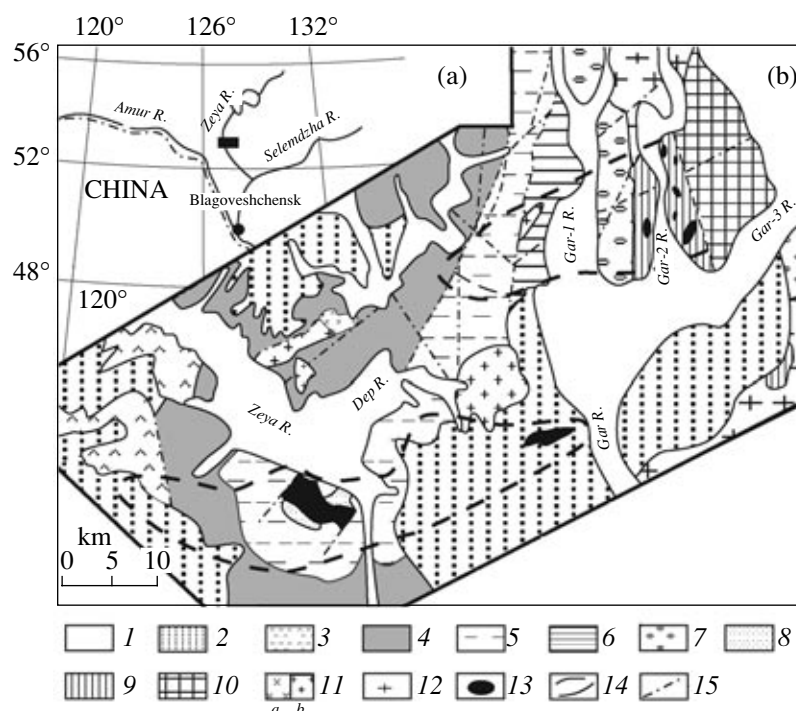 120° 126° 132°
56°
(a) (b)
Amur R.
Zeya R.
Selemdzha R.
52°
CHINA
Blagoveshchensk
Gar-1 R.
Gar-2 R.
Gar-3 R.
48°
120°
Dep R.
Zeya R.
Gar R.
km
0 5 10
1 2 3 4 5 6 7 8
9 10 11 12 13 14 15
a b